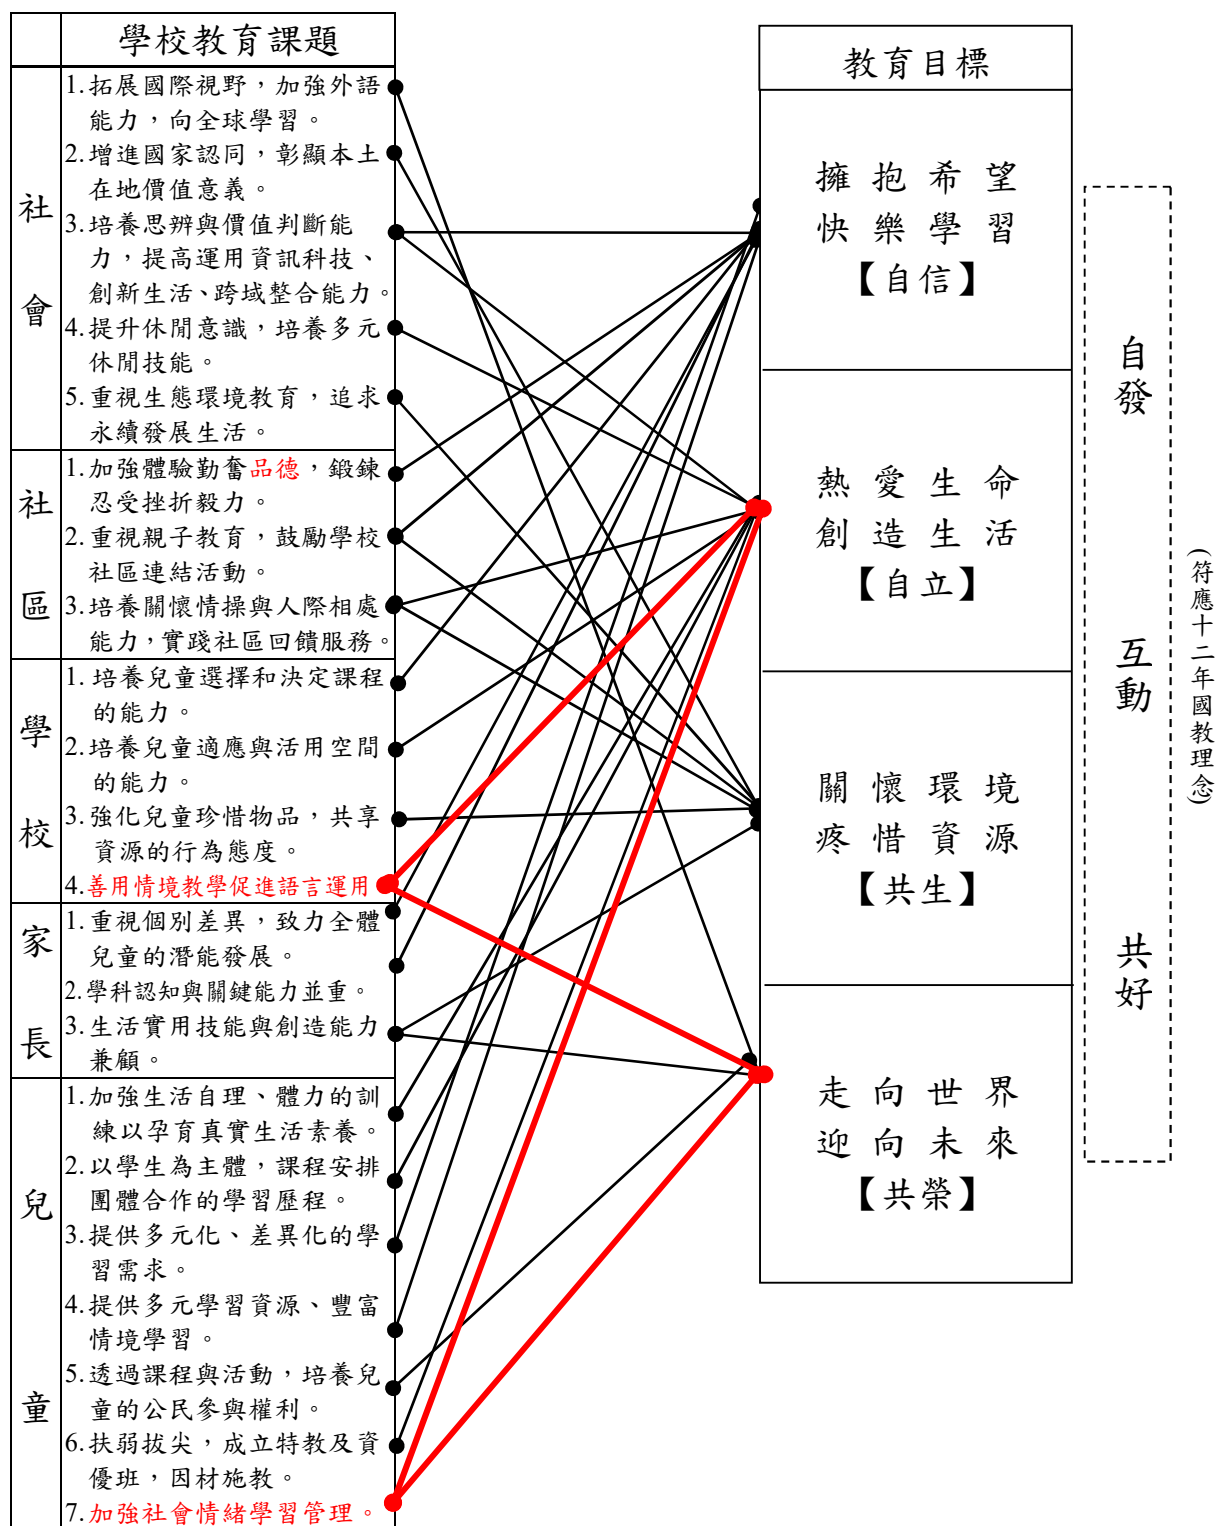 學校教育課題
社會
1.拓展國際視野，加強外語
能力，向全球學習。
2.增進國家認同，彰顯本土
在地價值意義。
3.培養思辨與價值判斷能
力，提高運用資訊科技、
創新生活、跨域整合能力。
4.提升休閒意識，培養多元
休閒技能。
5.重視生態環境教育，追求
永續發展生活。
社區
1.加強體驗勤奮品德，鍛鍊
忍受挫折毅力。
2.重視親子教育，鼓勵學校
社區連結活動。
3.培養關懷情操與人際相處
能力，實踐社區回饋服務。
學校
1.培養兒童選擇和決定課程
的能力。
2.培養兒童適應與活用空間
的能力。
3.強化兒童珍惜物品，共享
資源的行為態度。
4.善用情境教學促進語言運用
家長
1.重視個別差異，致力全體
兒童的潛能發展。
2.學科認知與關鍵能力並重。
3.生活實用技能與創造能力
兼顧。
兒童
1.加強生活自理、體力的訓
練以孕育真實生活素養。
2.以學生為主體，課程安排
團體合作的學習歷程。
3.提供多元化、差異化的學
習需求。
4.提供多元學習資源、豐富
情境學習。
5.透過課程與活動，培養兒
童的公民參與權利。
6.扶弱拔尖，成立特教及資
優班，因材施教。
7.加強社會情緒學習管理。
教育目標
擁抱希望
快樂學習
【自信】
熱愛生命
創造生活
【自立】
關懷環境
疼惜資源
【共生】
走向世界
迎向未來
【共榮】
自發
互動
共好
(符應十二年國教理念)